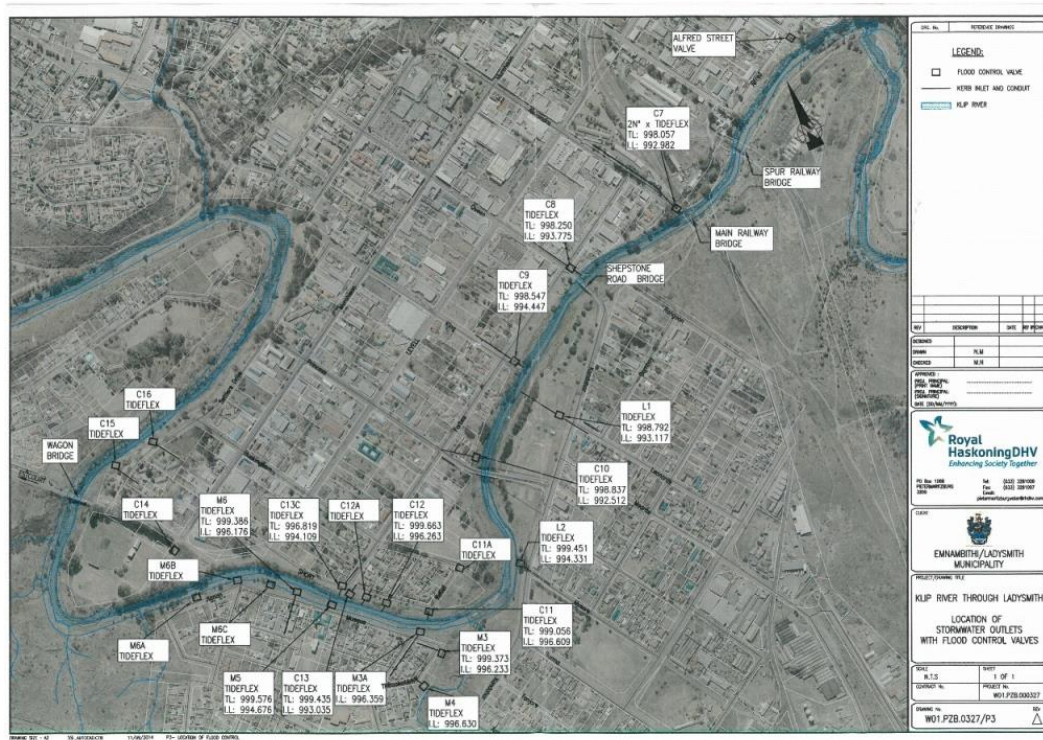 ALFRED STREET
VALVE
C7
2N° x TIDEFLEX
TL: 998.057
I.L: 992.982
SPUR RAILWAY
BRIDGE
MAIN RAILWAY
BRIDGE
C8
TIDEFLEX
TL: 998.250
I.L: 993.775
SHEPSTONE
ROAD BRIDGE
C9
TIDEFLEX
TL: 998.547
I.L: 994.447
L1
TIDEFLEX
TL: 998.792
I.L: 993.117
C10
TIDEFLEX
TL: 998.837
I.L: 992.512
C16
TIDEFLEX
C15
TIDEFLEX
WAGON
BRIDGE
C14
TIDEFLEX
M6
TIDEFLEX
TL: 999.386
I.L: 996.176
C13C
TIDEFLEX
TL: 996.819
I.L: 994.109
C12A
TIDEFLEX
C12
TIDEFLEX
TL: 999.663
I.L: 996.263
C11A
TIDEFLEX
L2
TIDEFLEX
TL: 999.451
I.L: 994.331
M6B
TIDEFLEX
M6A
TIDEFLEX
M6C
TIDEFLEX
C11
TIDEFLEX
TL: 999.056
I.L: 996.609
M5
TIDEFLEX
TL: 999.576
I.L: 994.676
C13
TIDEFLEX
TL: 999.435
I.L: 993.035
M3A
TIDEFLEX
I.L: 996.359
M3
TIDEFLEX
TL: 999.373
I.L: 996.233
M4
TIDEFLEX
I.L: 996.630
DRG. No. REFERENCE DRAWINGS
LEGEND:
FLOOD CONTROL VALVE
KERB INLET AND CONDUIT
KLIP RIVER
REV DESCRIPTION DATE
DESIGNED
DRAWN N.M
CHECKED M.H
APPROVED :
Royal
HaskoningDHV
Enhancing Society Together
CLIENT
EMNAMBITHI/LADYSMITH
MUNICIPALITY
PROJECT/DRAWING TITLE
KLIP RIVER THROUGH LADYSMITH
LOCATION OF
STORMWATER OUTLETS
WITH FLOOD CONTROL VALVES
SCALE SHEET
N.T.S 1 OF 1
CONTRACT No. PROJECT No.
W01.PZB.000327
DRAWING No. REV
W01.PZB.0327/P3